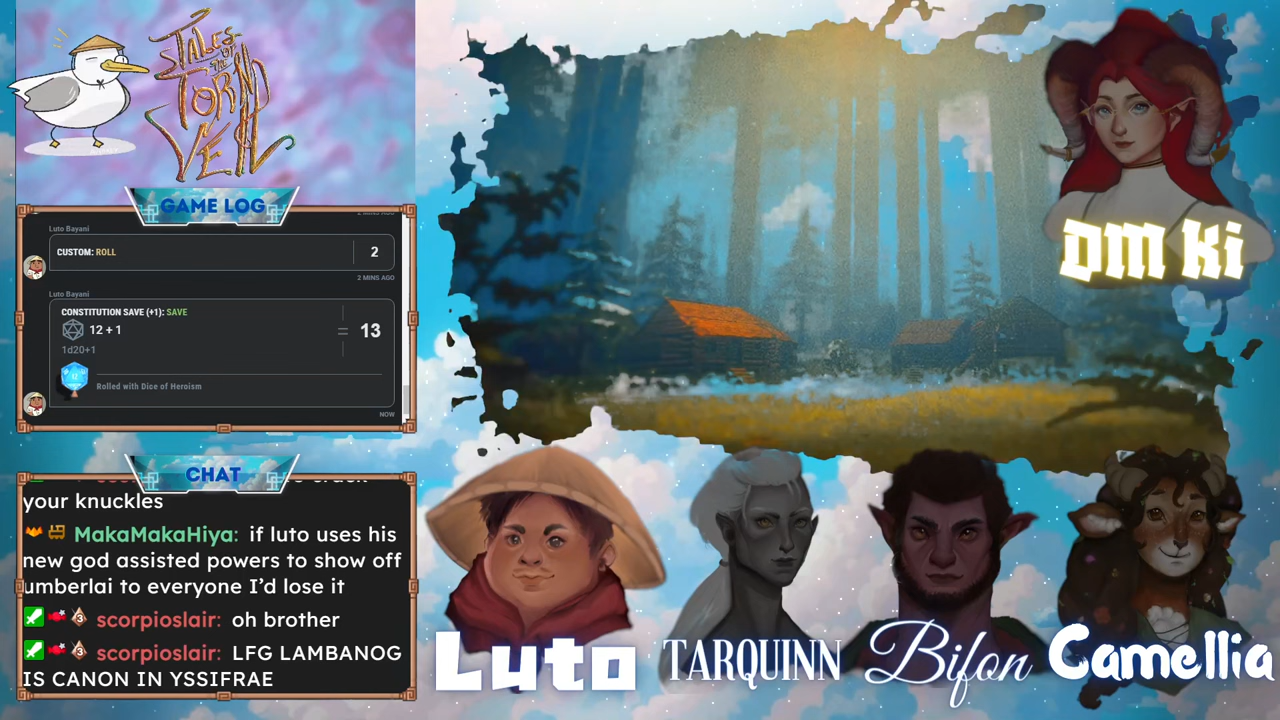 TALES
OF THE
TORN
VEIL
GAME LOG
Luto Bayani
CUSTOM: ROLL
2
2 MINS AGO
Luto Bayani
CONSTITUTION SAVE (+1): SAVE
12 + 1
= 13
1d20+1
Rolled with Dice of Heroism
NOW
CHAT
your knuckles
MakaMakaHiya: if luto uses his
new god assisted powers to show off
umberlai to everyone I'd lose it
scorpioslair: oh brother
scorpioslair: LFG LAMBANOG
IS CANON IN YSSIFRAE
DM Ki
Luto
TARQUINN
Bifon
Camellia